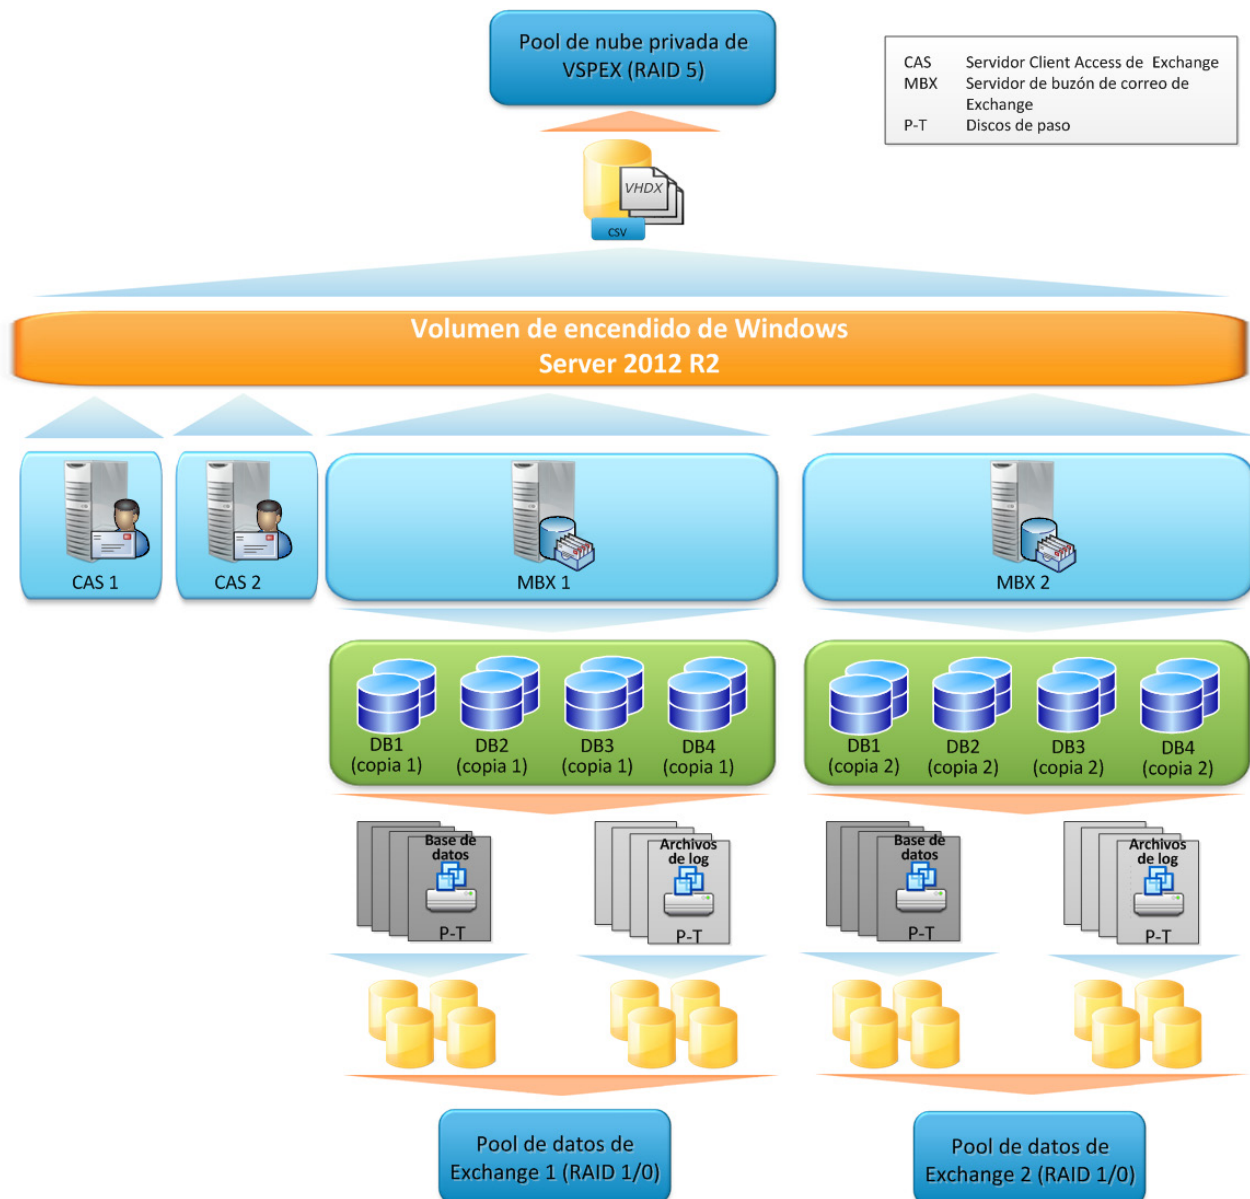 Pool de nube privada de
VSPEX (RAID 5)
CAS Servidor Client Access de Exchange
MBX Servidor de buzón de correo de
Exchange
P-T Discos de paso
VHDX
CSV
Volumen de encendido de Windows
Server 2012 R2
CAS 1
CAS 2
MBX 1
MBX 2
DB1
(copia 1)
DB2
(copia 1)
DB3
(copia 1)
DB4
(copia 1)
DB1
(copia 2)
DB2
(copia 2)
DB3
(copia 2)
DB4
(copia 2)
Base de
datos
P-T
Archivos
de log
P-T
Base de
datos
P-T
Archivos
de log
P-T
Pool de datos de
Exchange 1 (RAID 1/0)
Pool de datos de
Exchange 2 (RAID 1/0)